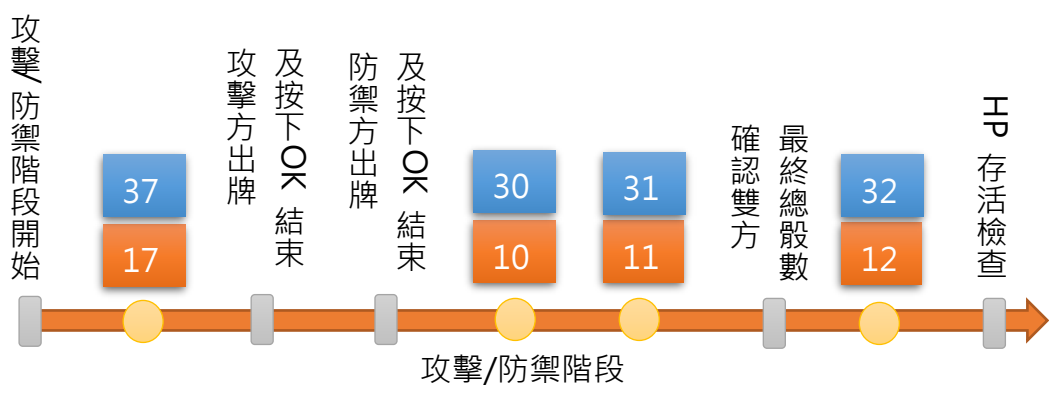 攻擊/防禦階段開始
37
17
攻擊方出牌
及按下OK 結束
防禦方出牌
及按下OK 結束
30
10
31
11
確認雙方
最終總骰數
32
12
HP 存活檢查
攻擊/防禦階段